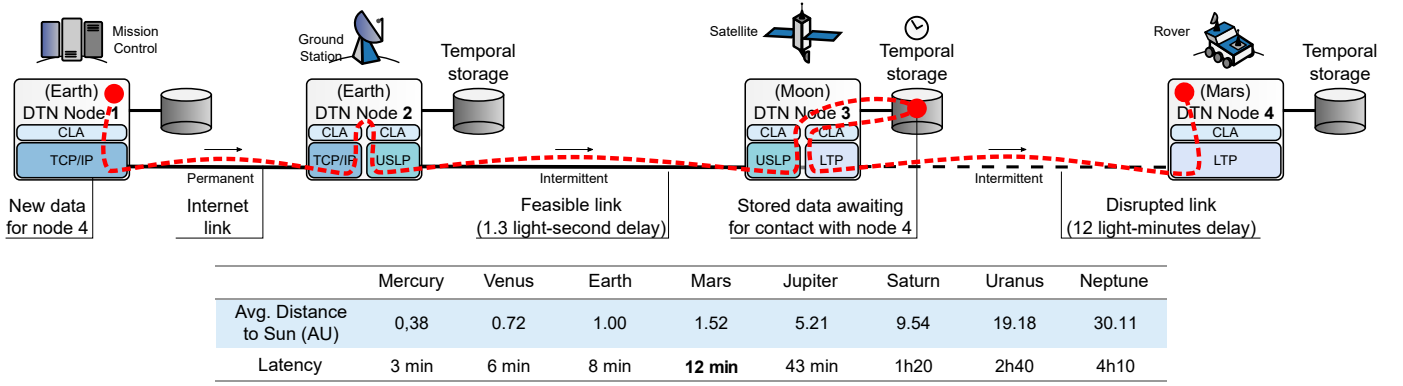 Mission
Control
Ground
Station
Temporal
storage
Satellite
Temporal
storage
Rover
Temporal
storage
(Earth)
DTN Node 1
CLA
TCP/IP
(Earth)
DTN Node 2
CLA CLA
TCP/IP USLP
(Moon)
DTN Node 3
CLA CLA
USLP LTP
(Mars)
DTN Node 4
CLA
LTP
Permanent
Intermittent
Intermittent
New data
for node 4
Internet
link
Feasible link
(1.3 light-second delay)
Stored data awaiting
for contact with node 4
Disrupted link
(12 light-minutes delay)
Mercury Venus Earth Mars Jupiter Saturn Uranus Neptune
Avg. Distance
to Sun (AU)
0,38 0.72 1.00 1.52 5.21 9.54 19.18 30.11
Latency 3 min 6 min 8 min 12 min 43 min 1h20 2h40 4h10